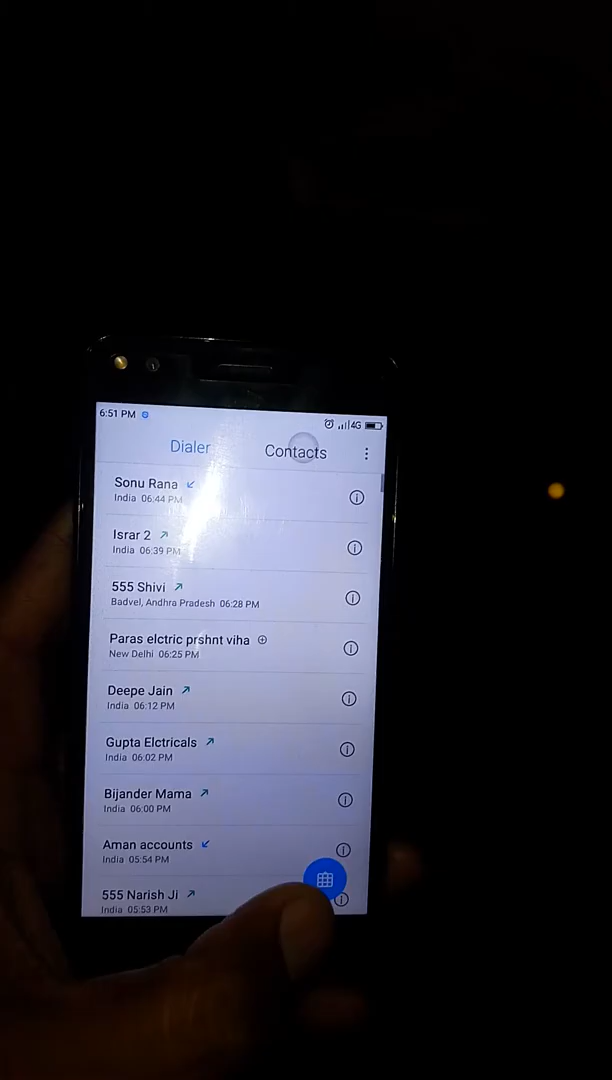 6:51 PM
4G
Dialer
Contacts
Sonu Rana
India 06:44 PM
Israr 2
India 06:39 PM
555 Shivi
Badvel, Andhra Pradesh 06:28 PM
Paras elctric prshnt viha
New Delhi 06:25 PM
Deepe Jain
India 06:12 PM
Gupta Elctricals
India 06:02 PM
Bijander Mama
India 06:00 PM
Aman accounts
India 05:54 PM
555 Narish Ji
India 05:53 PM